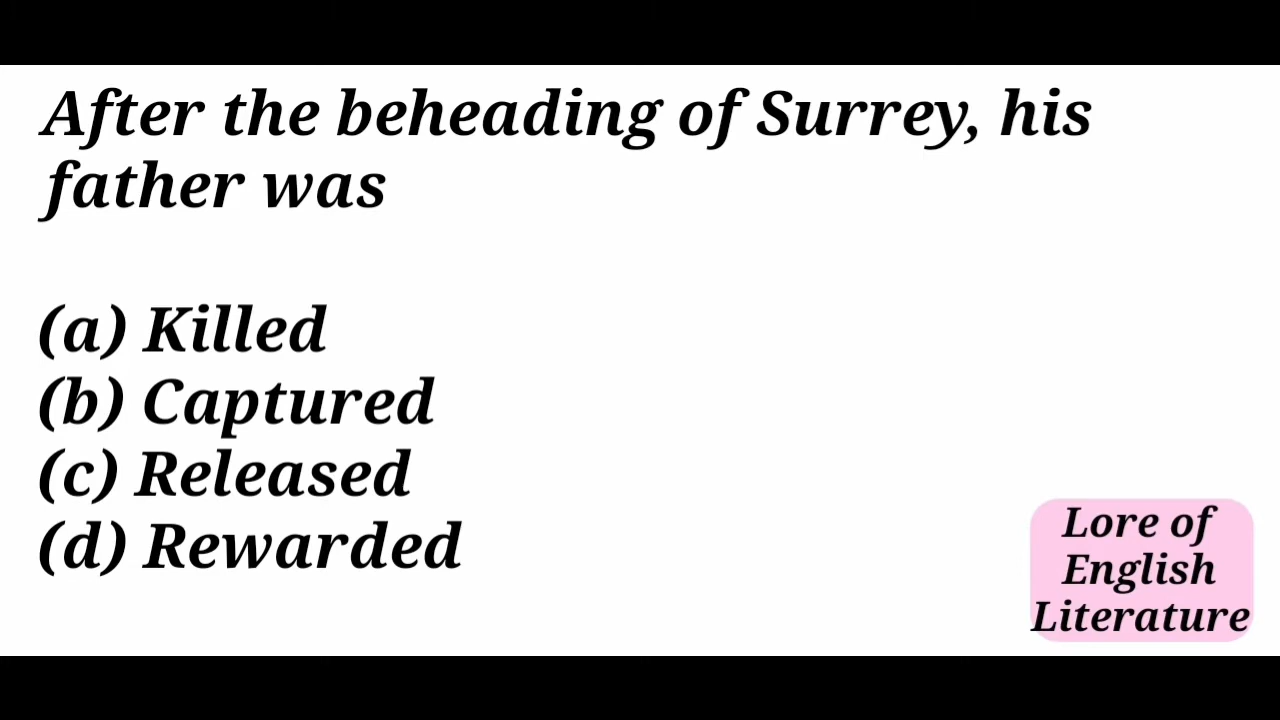 After the beheading of Surrey, his
father was
(a) Killed
(b) Captured
(c) Released
(d) Rewarded
Lore of
English
Literature